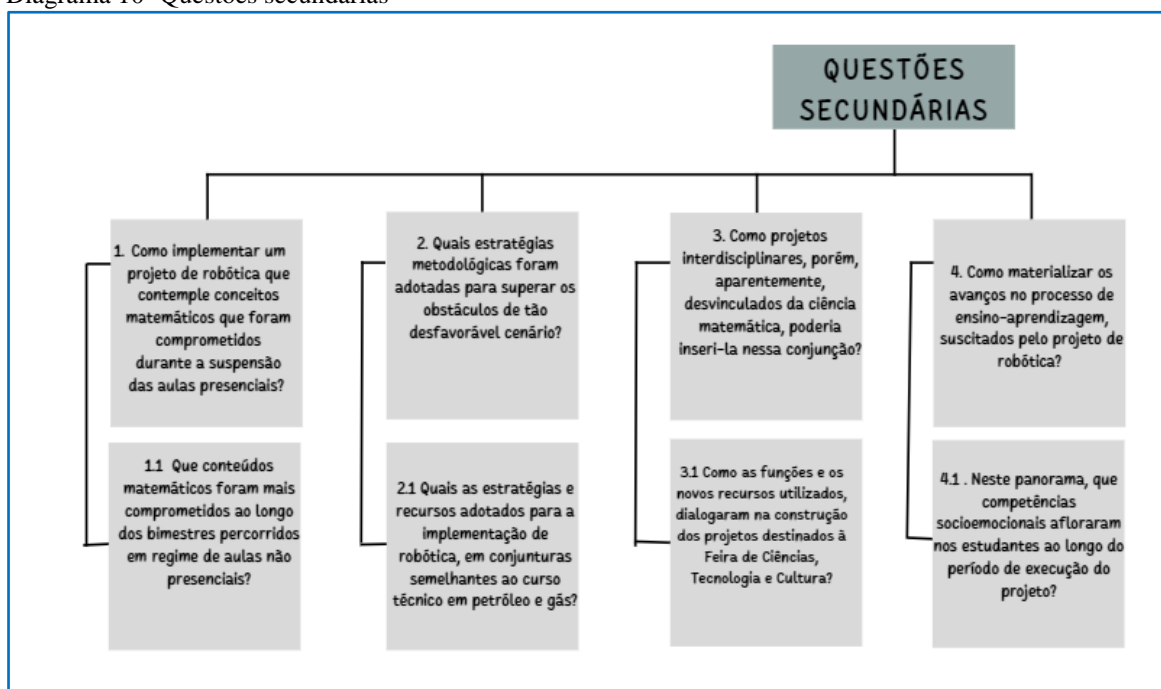 Diagrama 10- Questões secundárias
QUESTÕES
SECUNDÁRIAS
1. Como implementar um
projeto de robótica que
contemple conceitos
matemáticos que foram
comprometidos
durante a suspensão
das aulas presenciais?
2. Quais estratégias
metodológicas foram
adotadas para superar os
obstáculos de tão
desfavorável cenário?
3. Como projetos
interdisciplinares, porém,
aparentemente,
desvinculados da ciência
matemática, poderia
inseri-la nessa conjunção?
4. Como materializar os
avanços no processo de
ensino-aprendizagem,
suscitados pelo projeto de
robótica?
1.1 Que conteúdos
matemáticos foram mais
comprometidos ao longo
dos bimestres percorridos
em regime de aulas não
presenciais?
2.1 Quais as estratégias e
recursos adotados para a
implementação de
robótica, em conjunturas
semelhantes ao curso
técnico em petróleo e gás?
3.1 Como as funções e os
novos recursos utilizados,
dialogaram na construção
dos projetos destinados à
Feira de Ciências,
Tecnologia e Cultura?
4.1 . Neste panorama, que
competências
socioemocionais afloraram
nos estudantes ao longo do
período de execução do
projeto?